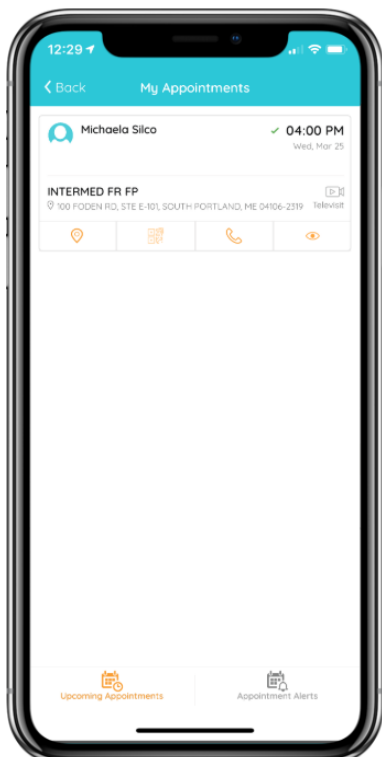 12:29
Back My Appointments
Michaela Silco 04:00 PM
Wed, Mar 25
INTERMED FR FP
100 FODEN RD, STE E-101, SOUTH PORTLAND, ME 04106-2319 Televisit
Upcoming Appointments Appointment Alerts